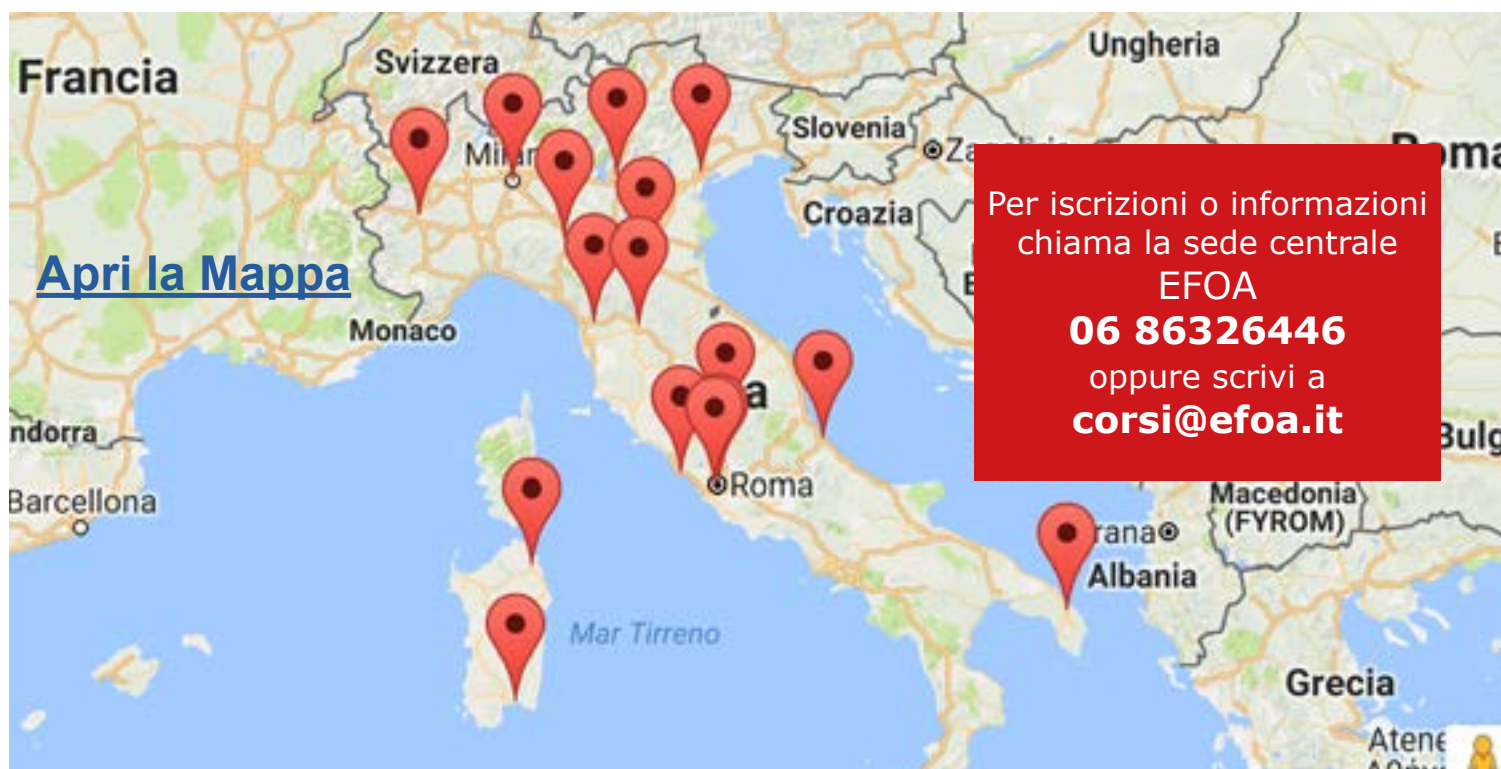 Francia
Svizzera
Ungheria
Slovenia
Croazia
Apri la Mappa
Monaco
Roma
Barcellona
Mar Tirreno
Macedonia
(FYROM)
Albania
Grecia
Per iscrizioni o informazioni
chiama la sede centrale
EFOA
06 86326446
oppure scrivi a
corsi@efoa.it